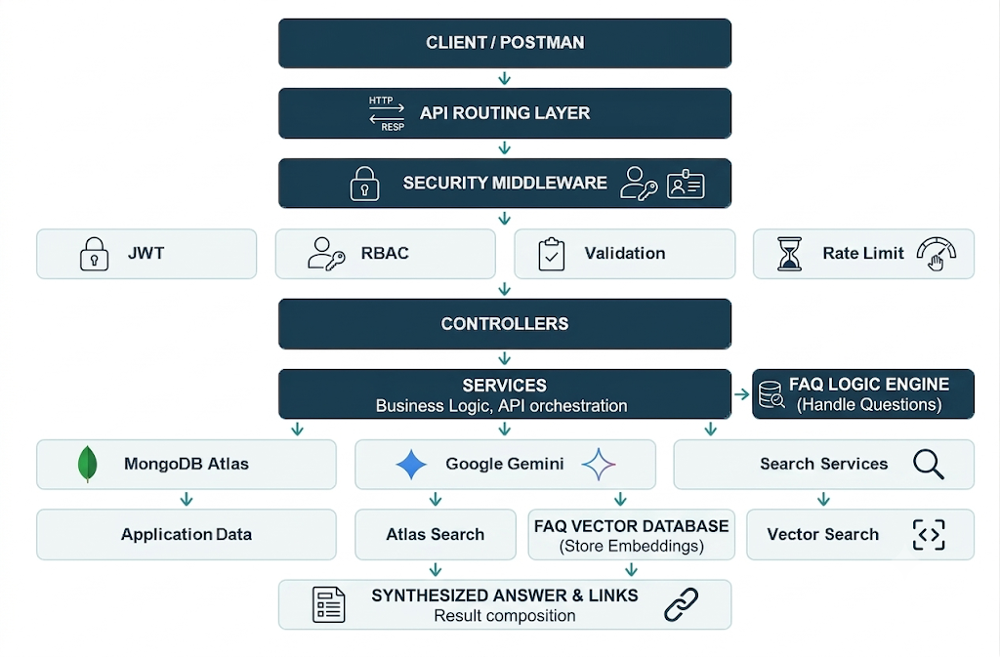 CLIENT / POSTMAN
HTTP
RESP
API ROUTING LAYER
SECURITY MIDDLEWARE
JWT
RBAC
Validation
Rate Limit
CONTROLLERS
SERVICES
Business Logic, API orchestration
FAQ LOGIC ENGINE
(Handle Questions)
MongoDB Atlas
Google Gemini
Search Services
Application Data
Atlas Search
FAQ VECTOR DATABASE
(Store Embeddings)
Vector Search
SYNTHESIZED ANSWER & LINKS
Result composition